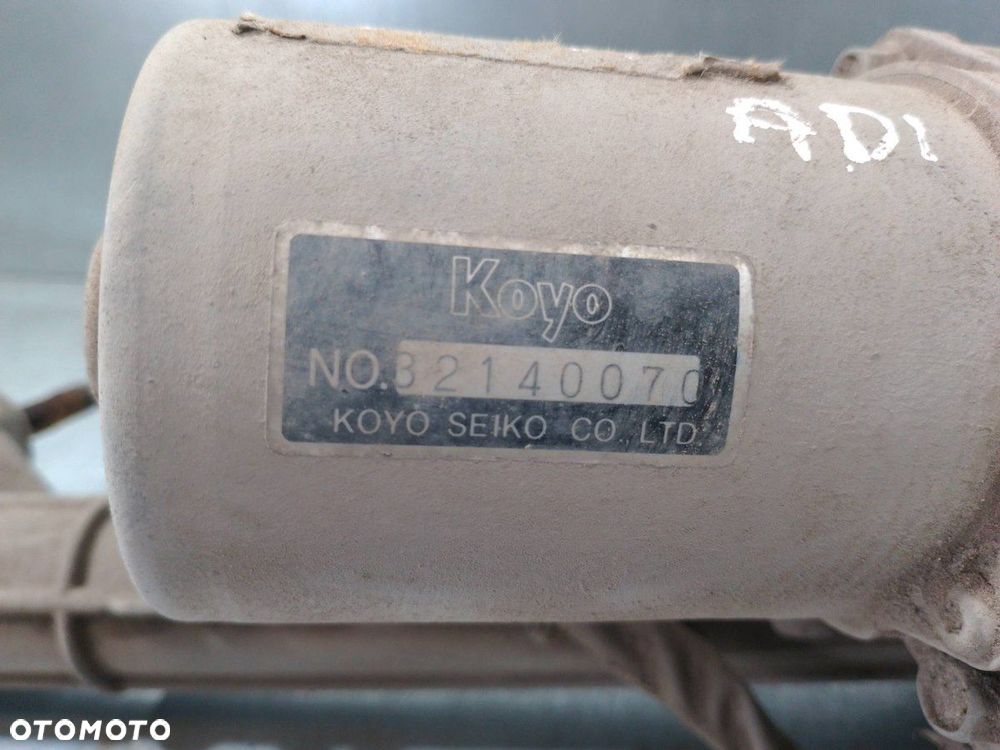 ADI
Koyo
NO.32140070
KOYO SEIKO CO.,LTD.
OTOMOTO